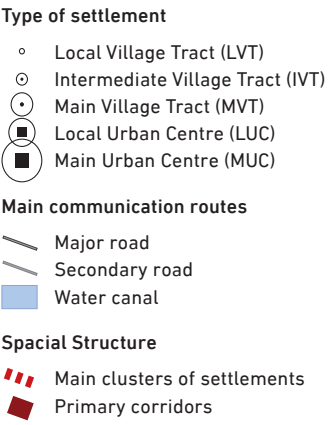 Type of settlement
Local Village Tract (LVT)
Intermediate Village Tract (IVT)
Main Village Tract (MVT)
Local Urban Centre (LUC)
Main Urban Centre (MUC)
Main communication routes
Major road
Secondary road
Water canal
Spacial Structure
Main clusters of settlements
Primary corridors